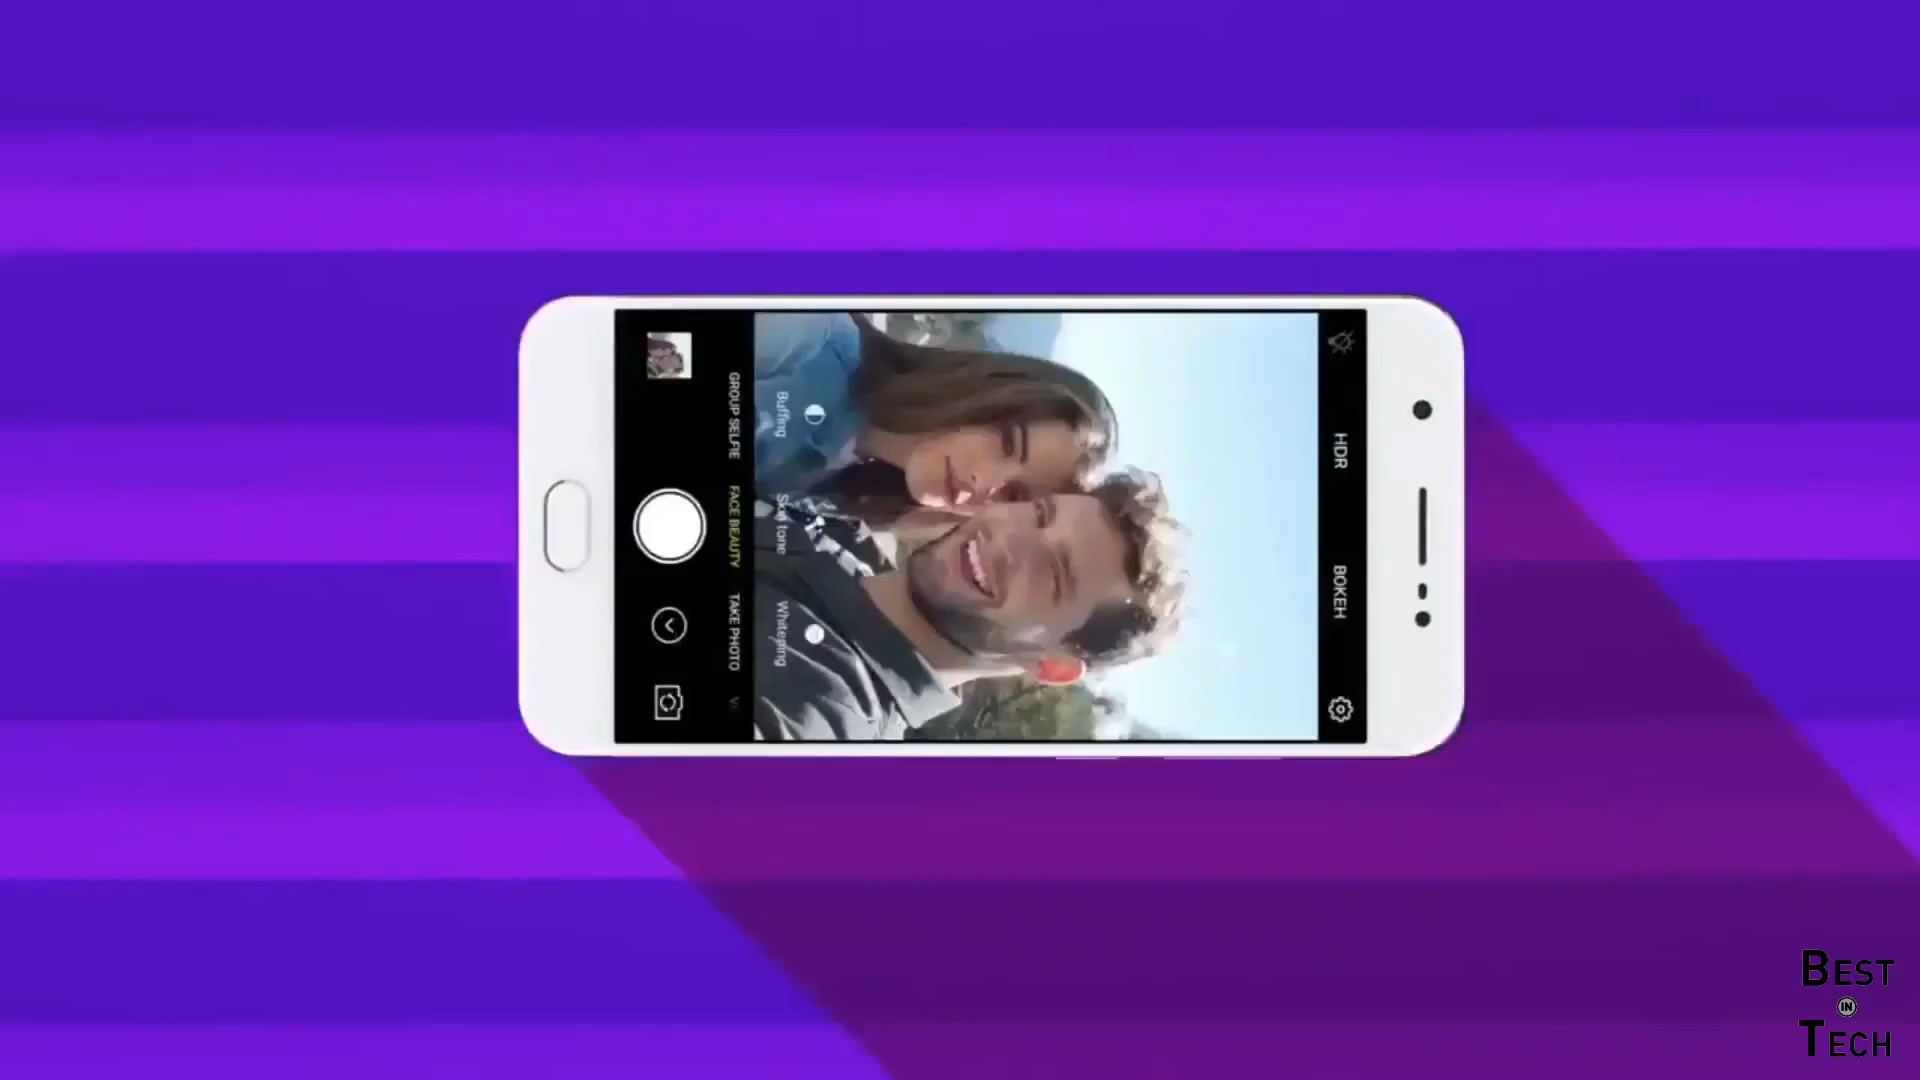 HDR
BOKEH
Buffing
Skin tone
Whitening
GROUP SELFIE
FACE BEAUTY
TAKE PHOTO
BEST
IN
TECH